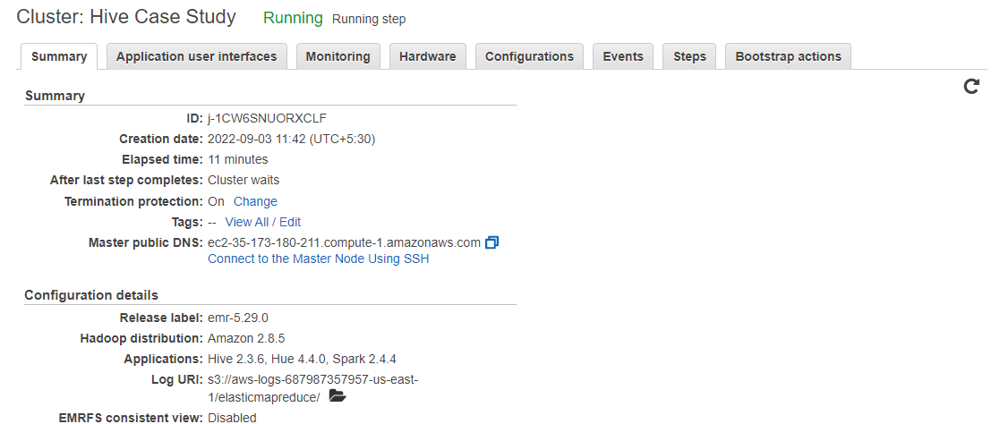 Cluster: Hive Case Study Running Running step
Summary Application user interfaces Monitoring Hardware Configurations Events Steps Bootstrap actions
Summary
ID: j-1CW6SNUORXCLF
Creation date: 2022-09-03 11:42 (UTC+5:30)
Elapsed time: 11 minutes
After last step completes: Cluster waits
Termination protection: On Change
Tags: -- View All / Edit
Master public DNS: ec2-35-173-180-211.compute-1.amazonaws.com
Connect to the Master Node Using SSH
Configuration details
Release label: emr-5.29.0
Hadoop distribution: Amazon 2.8.5
Applications: Hive 2.3.6, Hue 4.4.0, Spark 2.4.4
Log URI: s3://aws-logs-687987357957-us-east-
1/elasticmapreduce/
EMRFS consistent view: Disabled